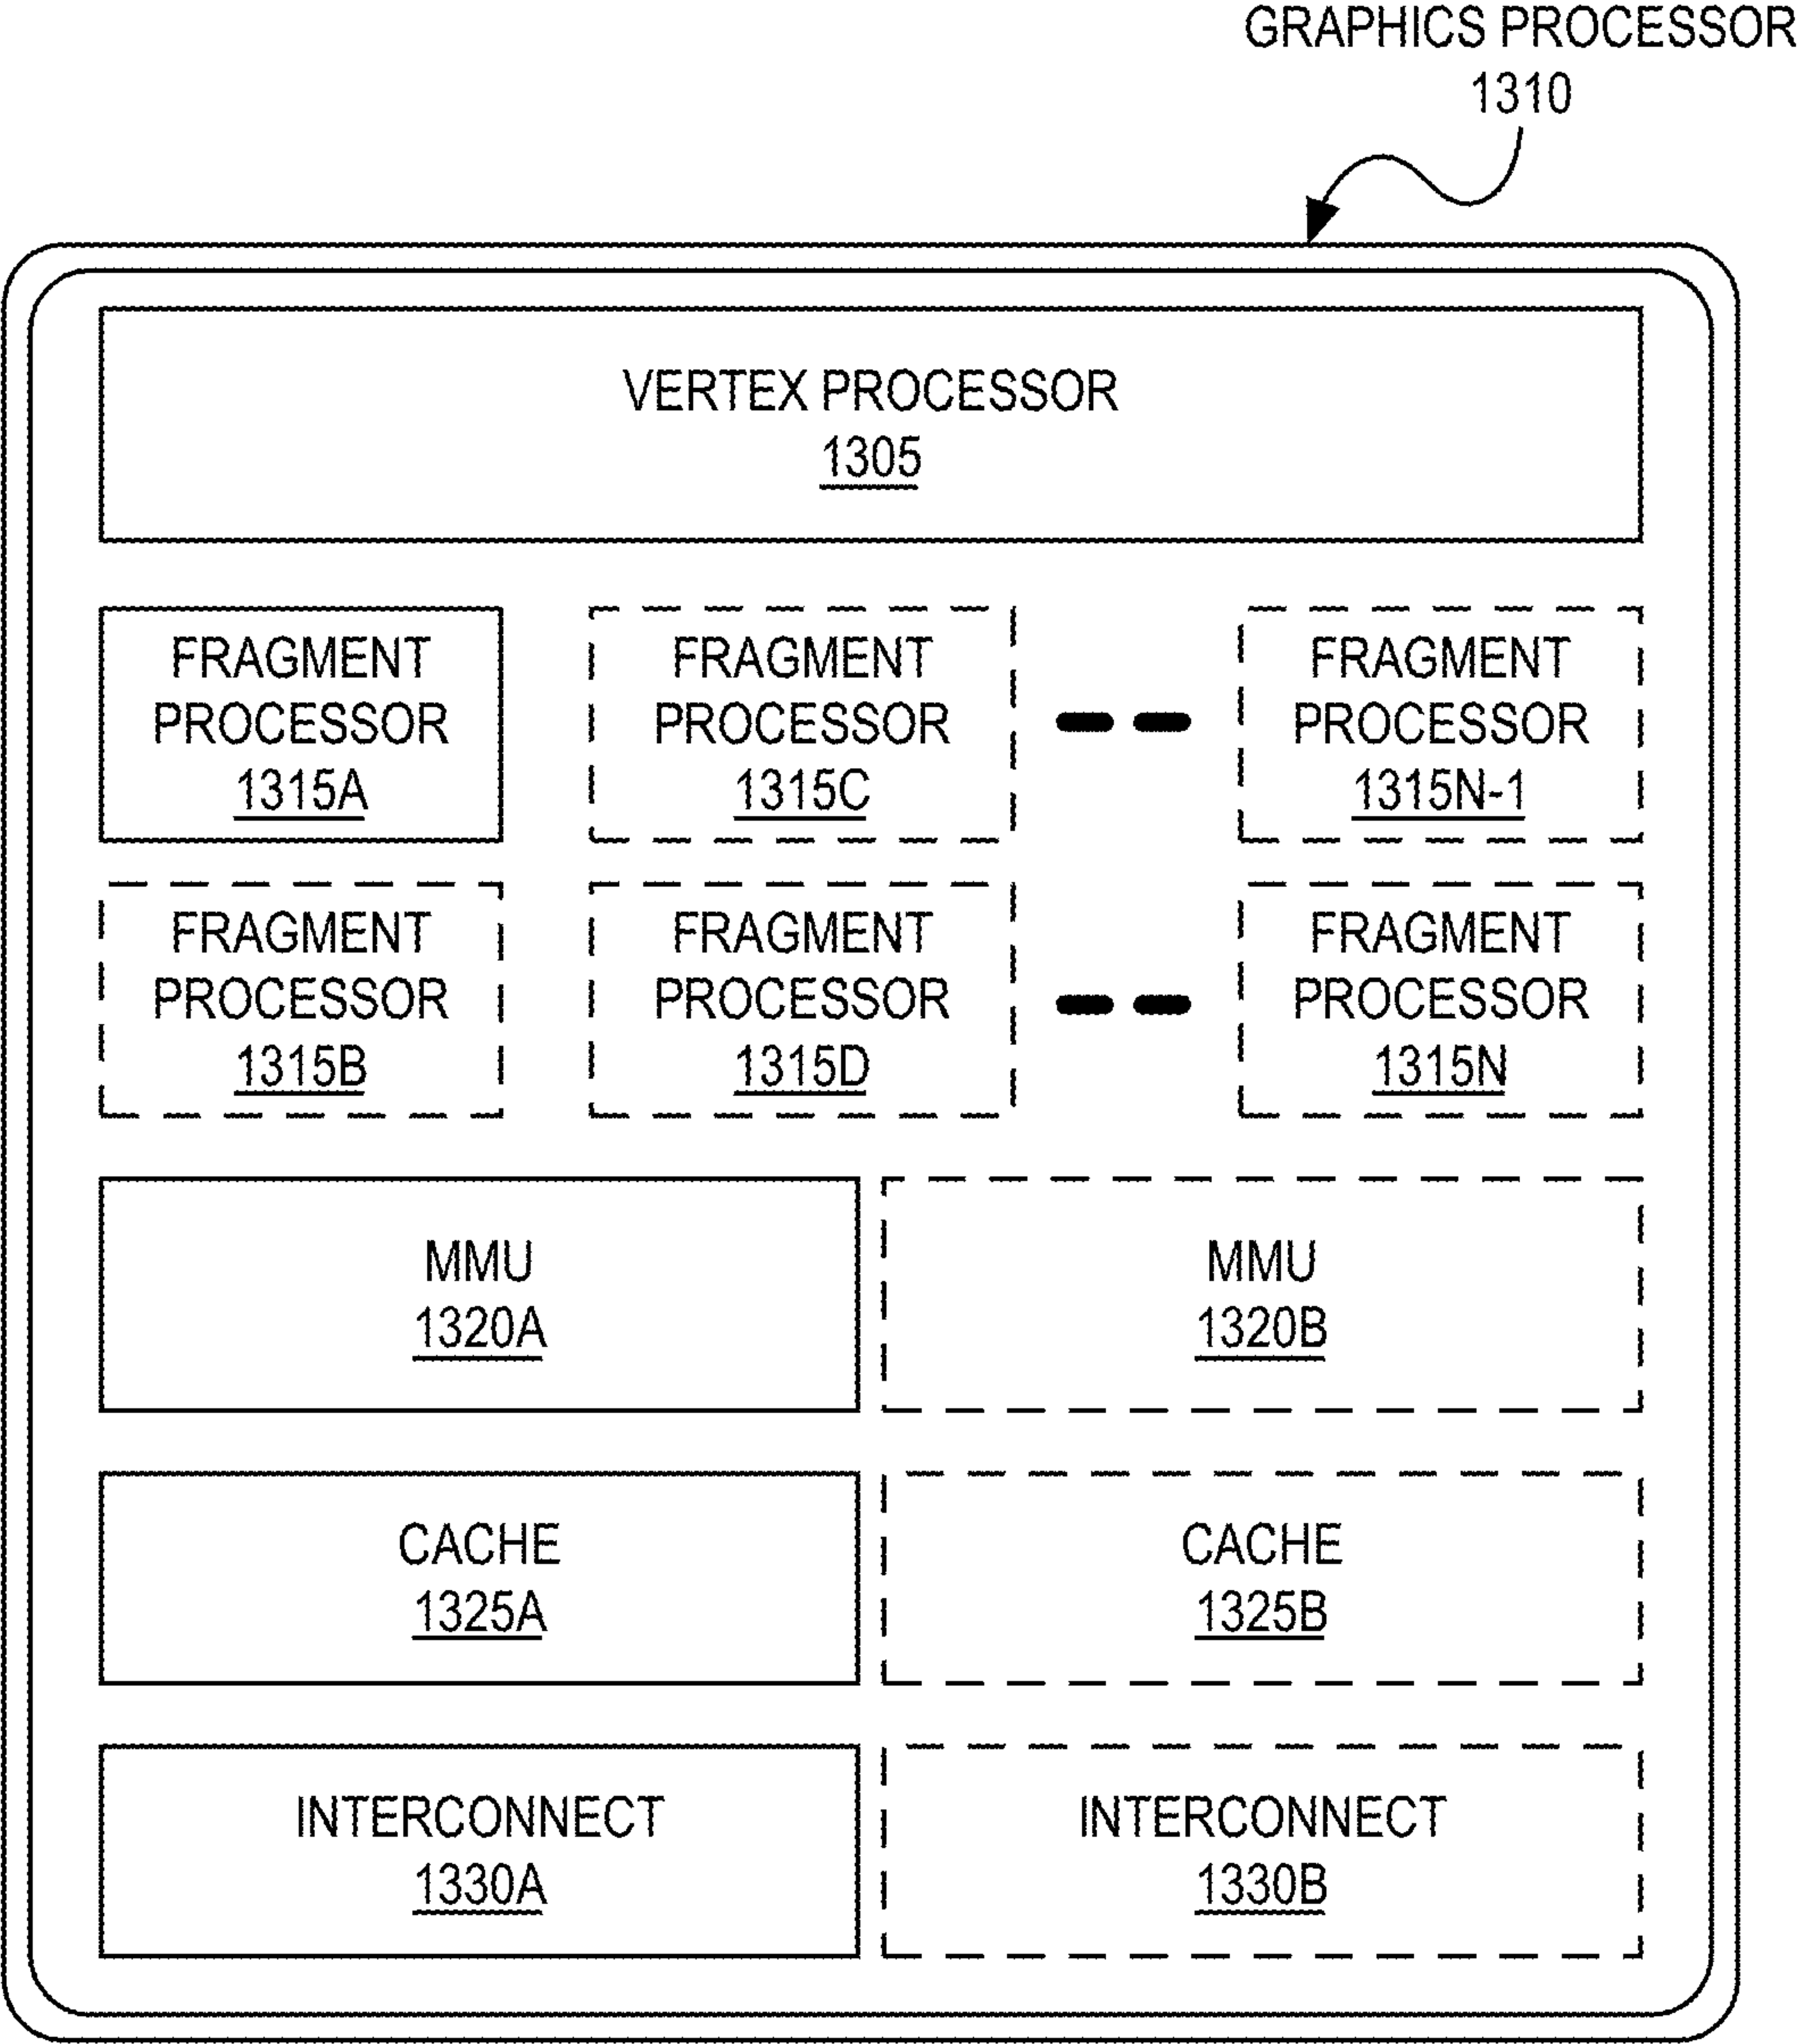 GRAPHICS PROCESSOR
1310
VERTEX PROCESSOR
1305
FRAGMENT
PROCESSOR
1315A
FRAGMENT
PROCESSOR
1315C
FRAGMENT
PROCESSOR
1315N-1
FRAGMENT
PROCESSOR
1315B
FRAGMENT
PROCESSOR
1315D
FRAGMENT
PROCESSOR
1315N
MMU
1320A
MMU
1320B
CACHE
1325A
CACHE
1325B
INTERCONNECT
1330A
INTERCONNECT
1330B